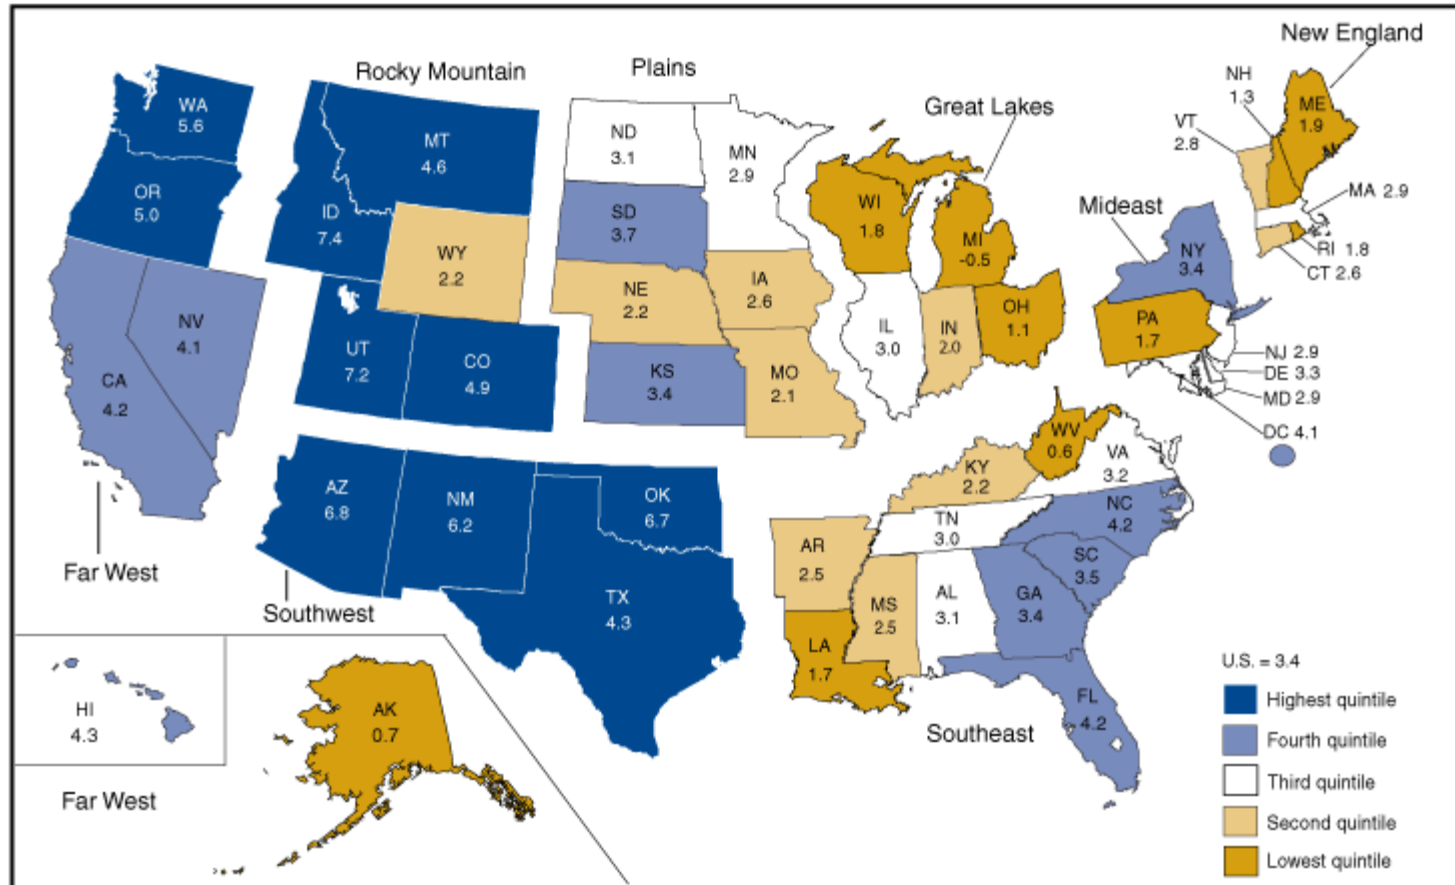 New England
Rocky Mountain
Plains
Great Lakes
NH
1.3
ME
1.9
WA
5.6
VT
2.8
MT
4.6
ND
3.1
MN
2.9
OR
5.0
ID
7.4
WI
1.8
MA 2.9
SD
3.7
Mideast
MI
-0.5
NY
3.4
RI 1.8
CT 2.6
WY
2.2
NE
2.2
IA
2.6
NV
4.1
OH
1.1
PA
1.7
IL
3.0
IN
2.0
UT
7.2
CO
4.9
NJ 2.9
DE 3.3
MD 2.9
DC 4.1
CA
4.2
KS
3.4
MO
2.1
WV
0.6
VA
3.2
KY
2.2
AZ
6.8
NM
6.2
OK
6.7
NC
4.2
TN
3.0
AR
2.5
SC
3.5
Far West
Southwest
TX
4.3
MS
2.5
AL
3.1
GA
3.4
LA
1.7
U.S. = 3.4
HI
4.3
AK
0.7
FL
4.2
Southeast
Far West
Highest quintile
Fourth quintile
Third quintile
Second quintile
Lowest quintile